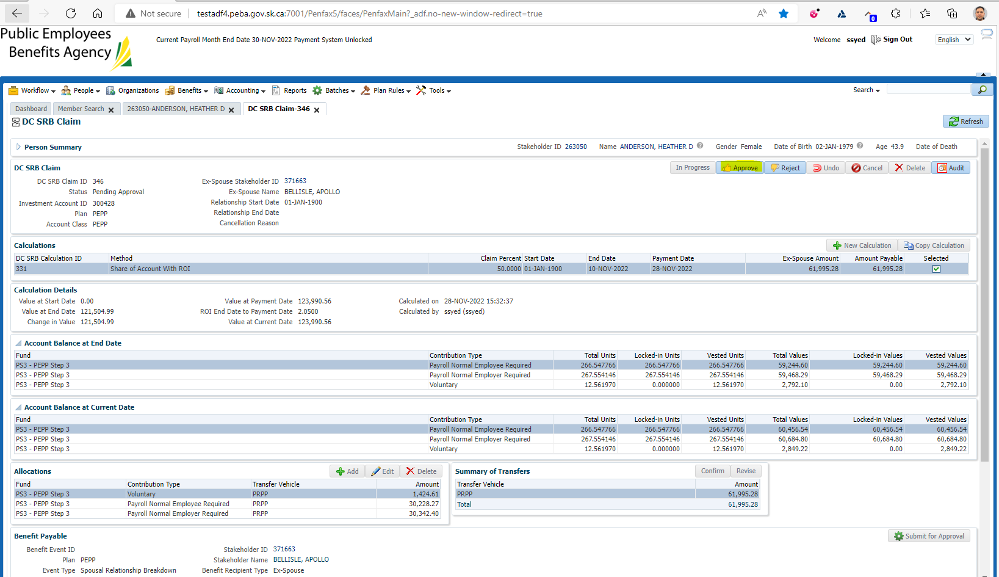 Not secure testadf4.peba.gov.sk.ca:7001/Penfax5/faces/PenfaxMain?_adf.no-new-window-redirect=true
0
Public Employees
Benefits Agency
Current Payroll Month End Date 30-NOV-2022 Payment System Unlocked
Welcome ssyed Sign Out English
Workflow People Organizations Benefits Accounting Reports Batches Plan Rules Tools Search
Dashboard Member Search 263050-ANDERSON, HEATHER D DC SRB Claim-346
DC SRB Claim Refresh
Person Summary Stakeholder ID 263050 Name ANDERSON, HEATHER D Gender Female Date of Birth 02-JAN-1979 Age 43.9 Date of Death
DC SRB Claim In Progress Approve Reject Undo Cancel Delete Audit
DC SRB Claim ID 346 Ex-Spouse Stakeholder ID 371663
Status Pending Approval Ex-Spouse Name BELLISLE, APOLLO
Investment Account ID 300428 Relationship Start Date 01-JAN-1900
Plan PEPP Relationship End Date
Account Class PEPP Cancellation Reason
Calculations New Calculation Copy Calculation
DC SRB Calculation ID Method Claim Percent Start Date End Date Payment Date Ex-Spouse Amount Amount Payable Selected
331 Share of Account With ROI 50.0000 01-JAN-1900 10-NOV-2022 28-NOV-2022 61,995.28 61,995.28
Calculation Details
Value at Start Date 0.00 Value at Payment Date 123,990.56 Calculated on 28-NOV-2022 15:32:37
Value at End Date 121,504.99 ROI End Date to Payment Date 2.0500 Calculated by ssyed (ssyed)
Change in Value 121,504.99 Value at Current Date 123,990.56
Account Balance at End Date
Fund Contribution Type Total Units Locked-in Units Vested Units Total Values Locked-in Values Vested Values
PS3 - PEPP Step 3 Payroll Normal Employee Required 266.547766 266.547766 266.547766 59,244.60 59,244.60 59,244.60
PS3 - PEPP Step 3 Payroll Normal Employer Required 267.554146 267.554146 267.554146 59,468.29 59,468.29 59,468.29
PS3 - PEPP Step 3 Voluntary 12.561970 0.000000 12.561970 2,792.10 0.00 2,792.10
Account Balance at Current Date
Fund Contribution Type Total Units Locked-in Units Vested Units Total Values Locked-in Values Vested Values
PS3 - PEPP Step 3 Payroll Normal Employee Required 266.547766 266.547766 266.547766 60,456.54 60,456.54 60,456.54
PS3 - PEPP Step 3 Payroll Normal Employer Required 267.554146 267.554146 267.554146 60,684.80 60,684.80 60,684.80
PS3 - PEPP Step 3 Voluntary 12.561970 0.000000 12.561970 2,849.22 0.00 2,849.22
Allocations Add Edit Delete
Fund Contribution Type Transfer Vehicle Amount
PS3 - PEPP Step 3 Voluntary PRPP 1,424.61
PS3 - PEPP Step 3 Payroll Normal Employee Required PRPP 30,228.27
PS3 - PEPP Step 3 Payroll Normal Employer Required PRPP 30,342.40
Summary of Transfers Confirm Revise
Transfer Vehicle Amount
PRPP 61,995.28
Total 61,995.28
Benefit Payable Submit for Approval
Benefit Event ID Stakeholder ID 371663
Plan PEPP Stakeholder Name BELLISLE, APOLLO
Event Type Spousal Relationship Breakdown Benefit Recipient Type Ex-Spouse